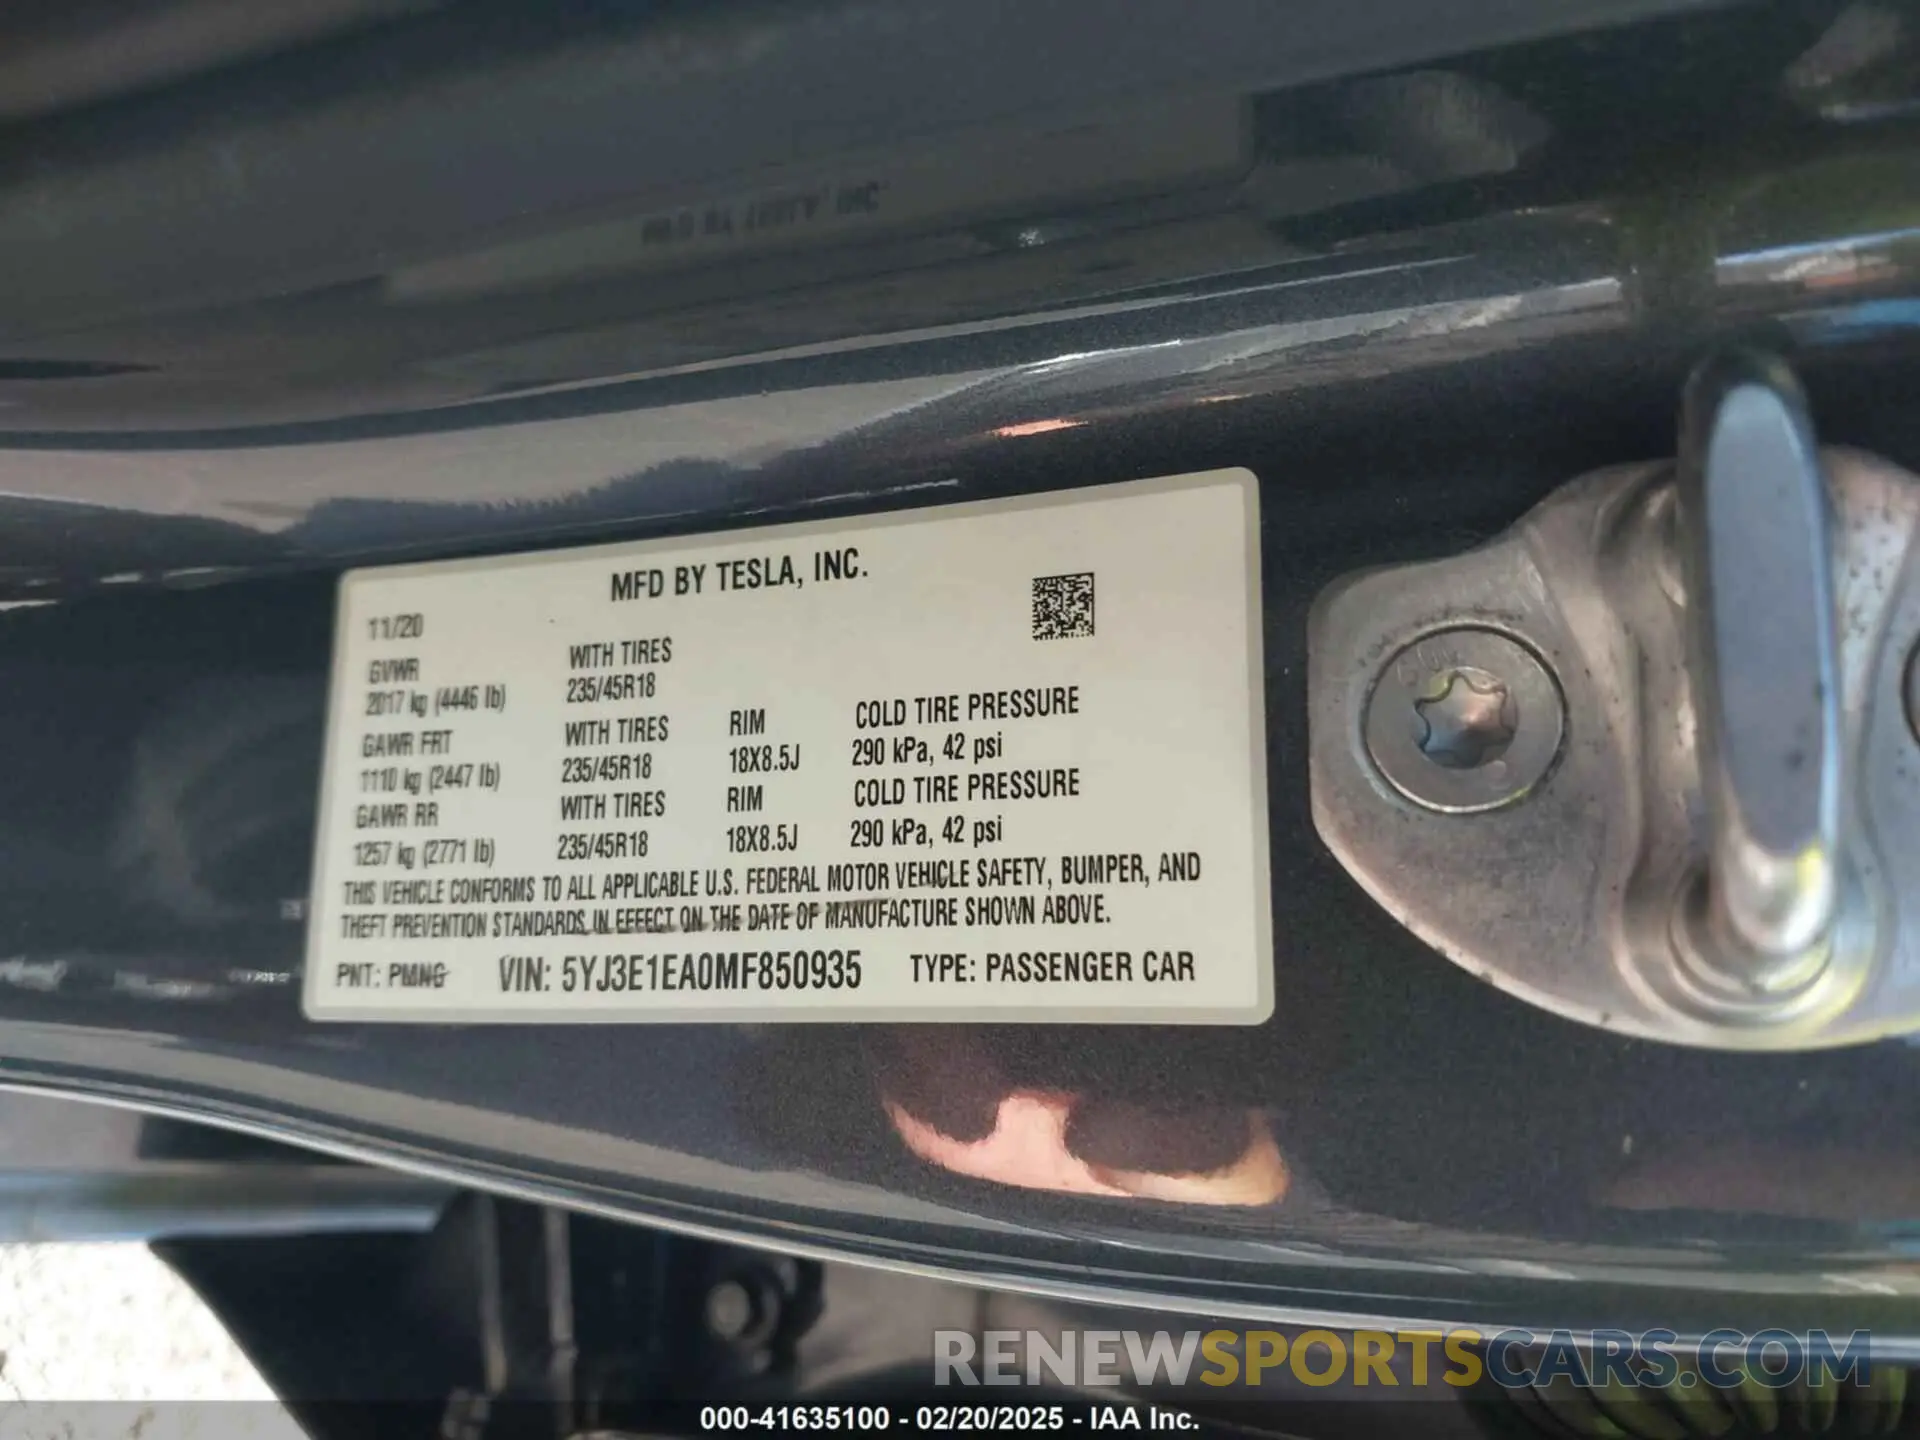 MFD BY TESLA, INC.
11/20
GVWR
2017 kg (4446 lb)
WITH TIRES
235/45R18
GAWR FRT
1110 kg (2447 lb)
WITH TIRES
235/45R18
RIM
18X8.5J
COLD TIRE PRESSURE
290 kPa, 42 psi
GAWR RR
1257 kg (2771 lb)
WITH TIRES
235/45R18
RIM
18X8.5J
COLD TIRE PRESSURE
290 kPa, 42 psi
THIS VEHICLE CONFORMS TO ALL APPLICABLE U.S. FEDERAL MOTOR VEHICLE SAFETY, BUMPER, AND
THEFT PREVENTION STANDARDS IN EFFECT ON THE DATE OF MANUFACTURE SHOWN ABOVE.
PNT: PMNG VIN: 5YJ3E1EA0MF850935 TYPE: PASSENGER CAR
RENEWSPORTSCARS.COM
000-41635100 - 02/20/2025 - IAA Inc.